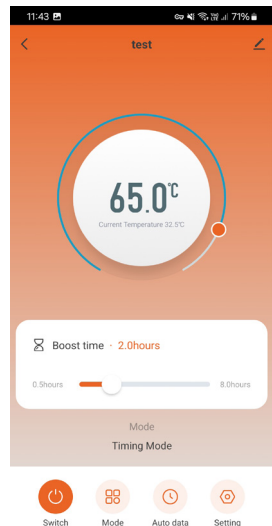 11:43
71%
test
65.0℃
Current Temperature 32.5℃
Boost time · 2.0hours
0.5hours 8.0hours
Mode
Timing Mode
Switch Mode Auto data Setting